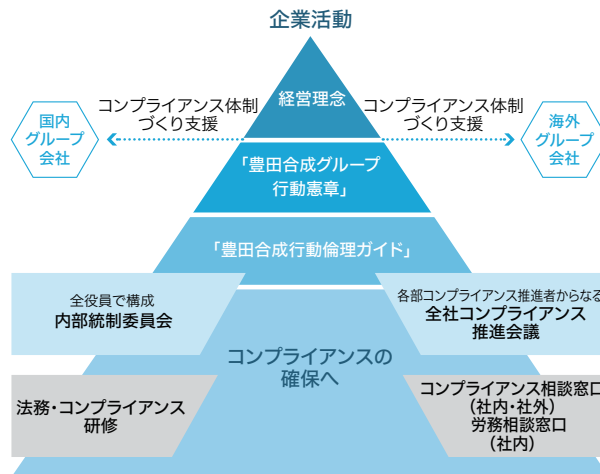 企業活動
経営理念
コンプライアンス体制
づくり支援
コンプライアンス体制
づくり支援
国内
グループ
会社
海外
グループ
会社
「豊田合成グループ
行動憲章」
「豊田合成行動倫理ガイド」
全役員で構成
内部統制委員会
各部コンプライアンス推進者からなる
全社コンプライアンス
推進会議
コンプライアンスの
確保へ
法務・コンプライアンス
研修
コンプライアンス相談窓口
(社内・社外)
労務相談窓口
(社内)